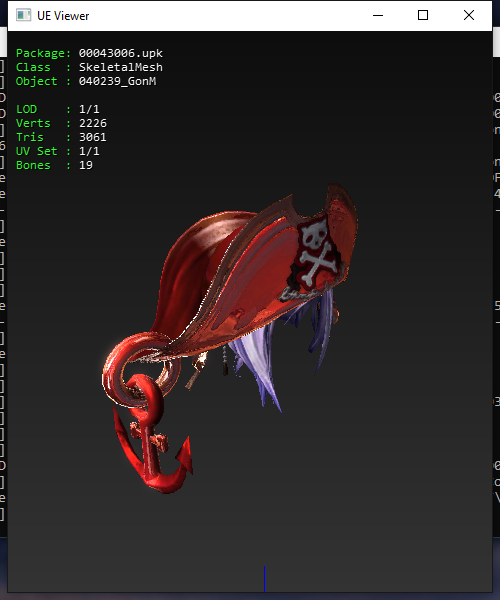 UE Viewer
Package: 00043006.upk
Class : SkeletalMesh
Object : 040239_GonM
LOD : 1/1
Verts : 2226
Tris : 3061
UV Set : 1/1
Bones : 19